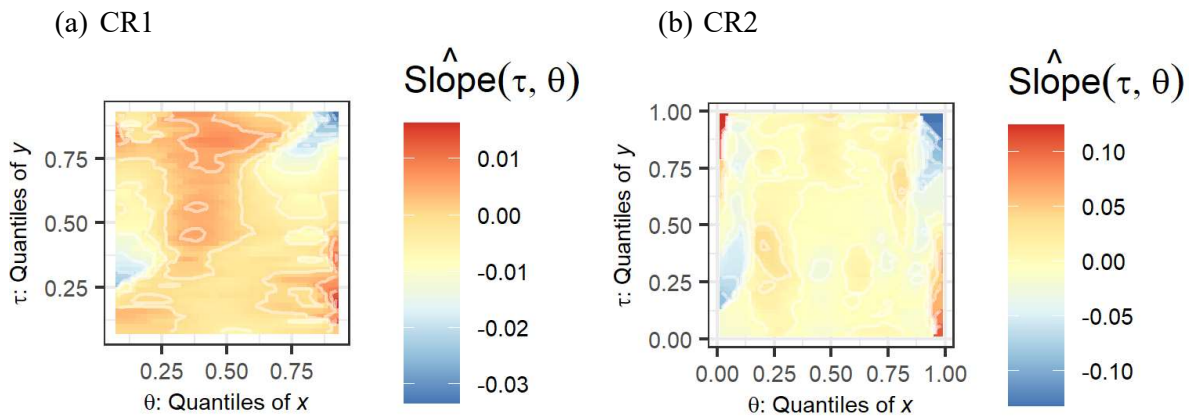 (a) CR1
(b) CR2
^
Slope(τ, θ)
0.01
0.00
-0.01
-0.02
-0.03
τ: Quantiles of y
0.75
0.50
0.25
0.25 0.50 0.75
θ: Quantiles of x
^
Slope(τ, θ)
0.10
0.05
0.00
-0.05
-0.10
τ: Quantiles of y
1.00
0.75
0.50
0.25
0.00
0.00 0.25 0.50 0.75 1.00
θ: Quantiles of x